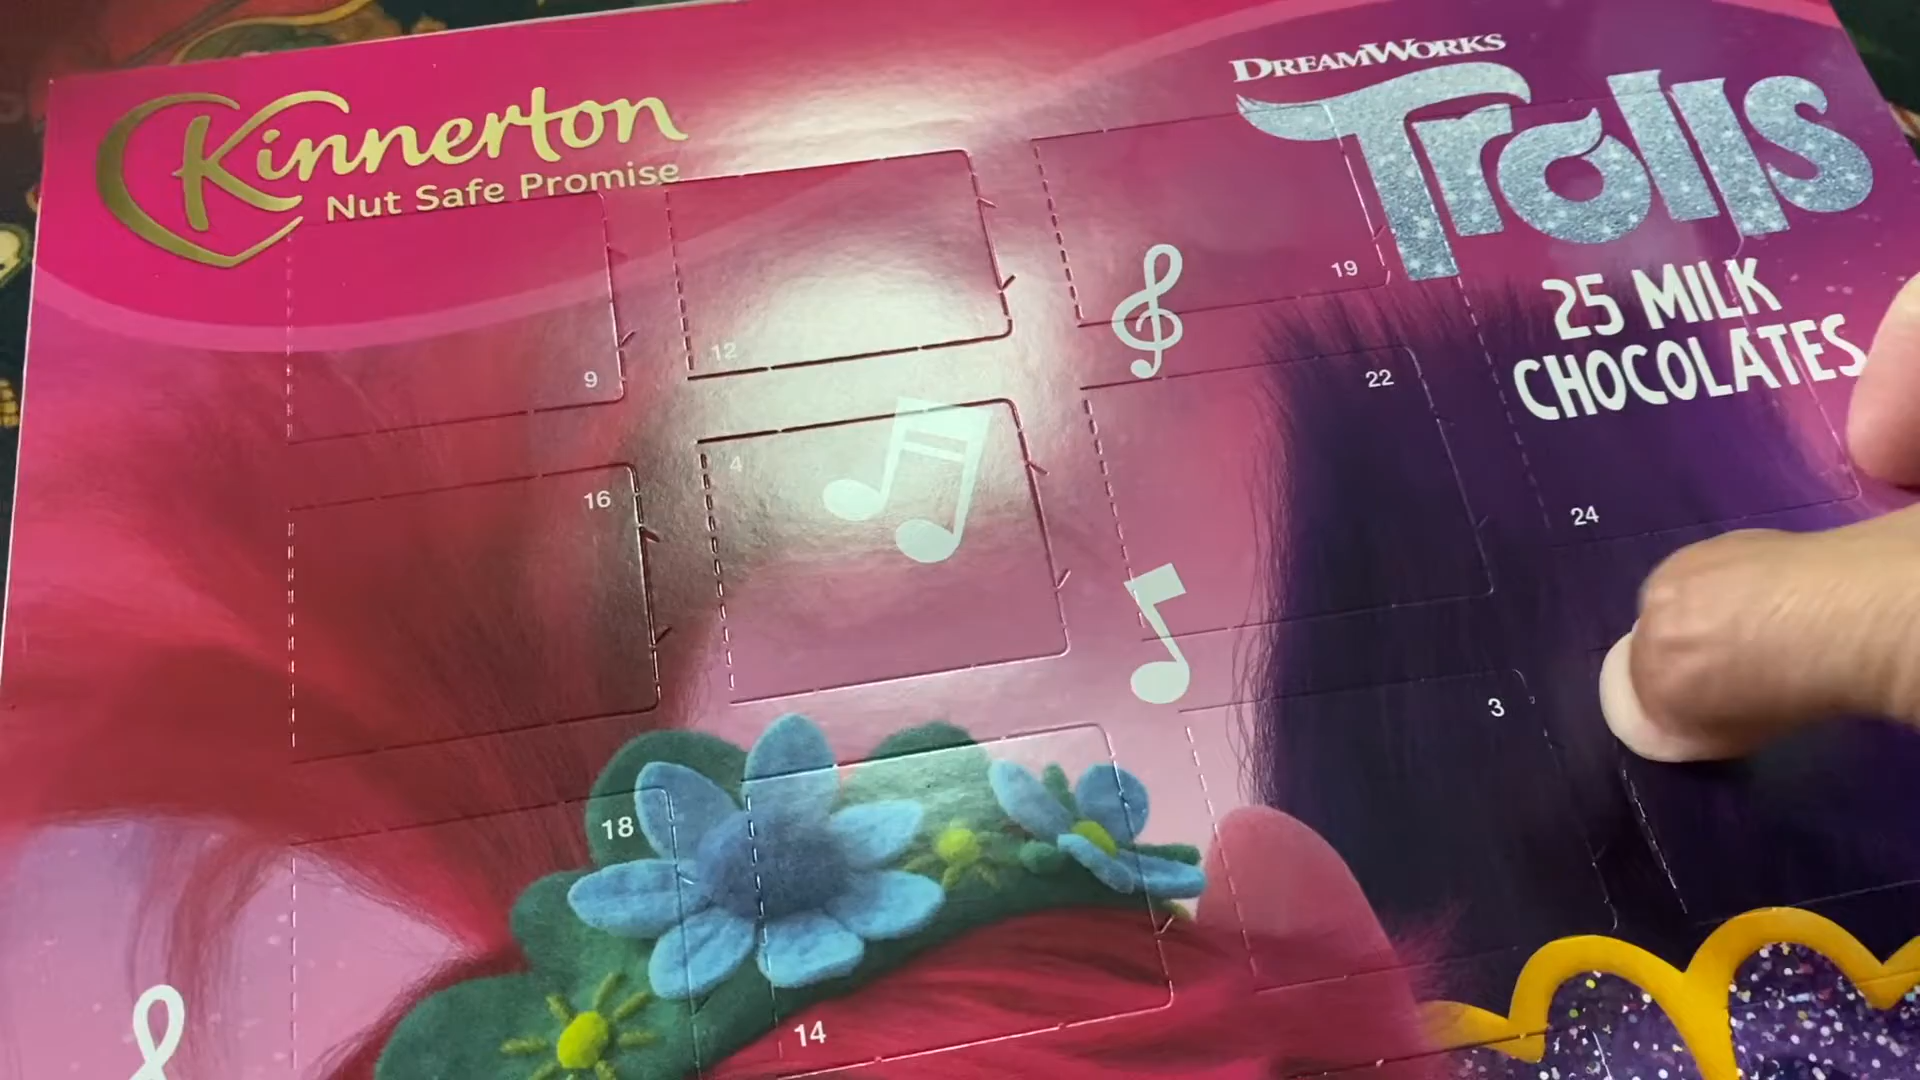 Kinnerton
Nut Safe Promise
DREAMWORKS
Trolls
25 MILK
CHOCOLATES
9
12
19
16
4
22
24
18
14
3